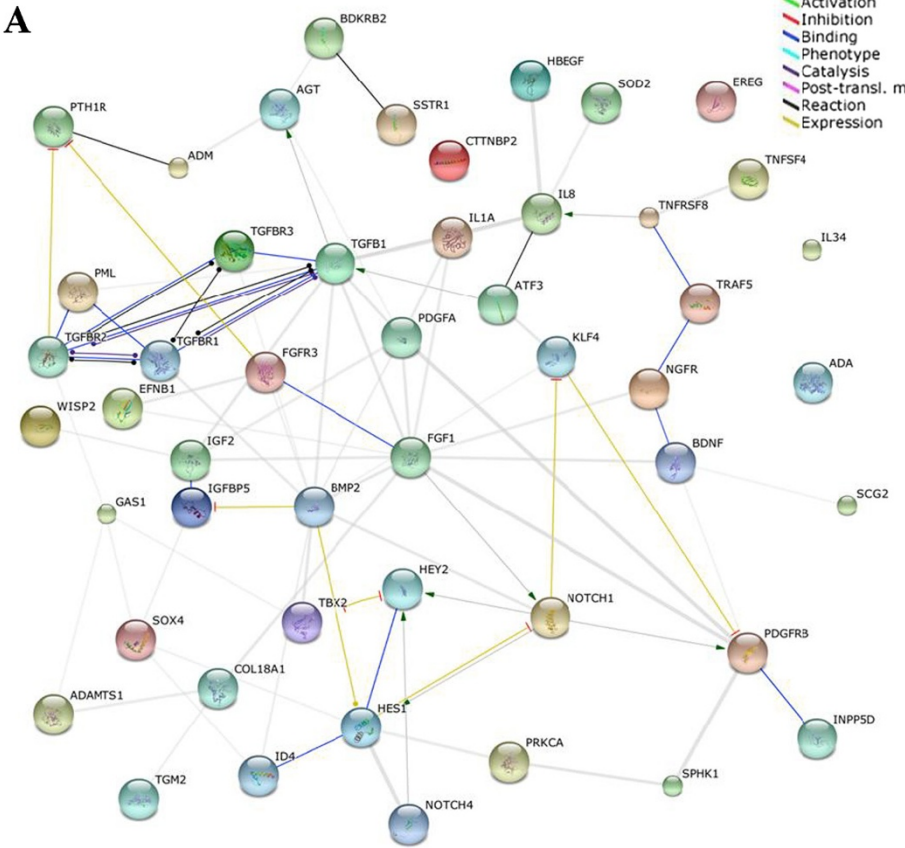 A
Activation
Inhibition
Binding
Phenotype
Catalysis
Post-transl. m
Reaction
Expression
BDKRB2
HBEGF
SOD2
EREG
AGT
SSTR1
PTH1R
ADM
CTTNBP2
TNFSF4
IL8
TNFRSF8
IL1A
TGFBR3
TGFB1
IL34
PML
ATF3
TRAF5
PDGFA
TGFBR2
TGFBR1
KLF4
FGFR3
NGFR
ADA
EFNB1
WISP2
IGF2
FGF1
BDNF
IGFBP5
BMP2
GAS1
SCG2
HEY2
TBX2
NOTCH1
SOX4
PDGFRB
COL18A1
ADAMTS1
HES1
INPP5D
PRKCA
ID4
SPHK1
TGM2
NOTCH4